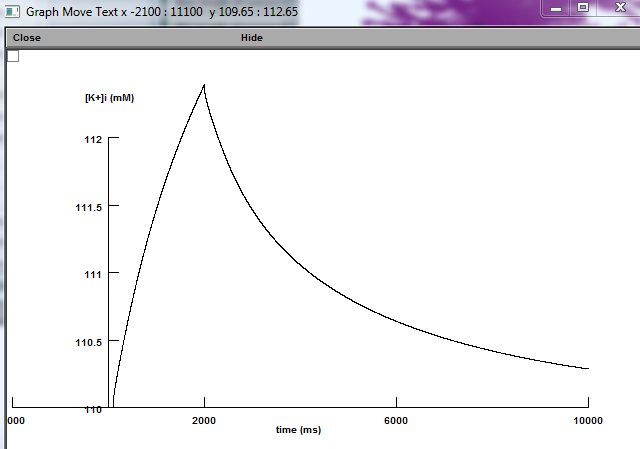 Graph Move Text x -2100 : 11100 y 109.65 : 112.65
Close Hide
[K+]i (mM)
112
111.5
111
110.5
110
000 2000 6000 10000
time (ms)